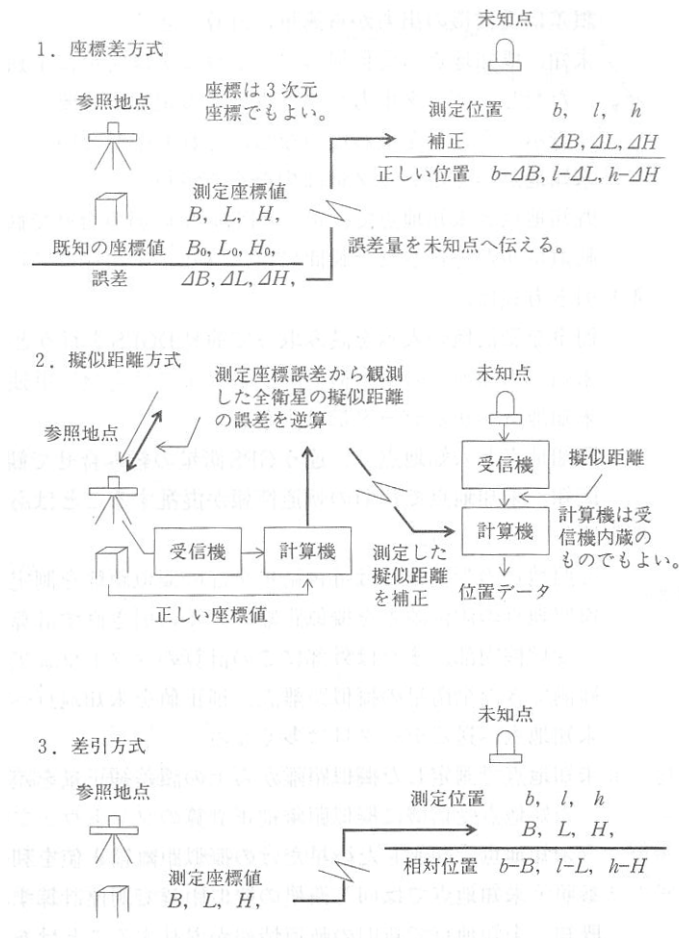 1．座標差方式
未知点
参照地点
座標は3次元
座標でもよい。
測定座標値
B, L, H,
既知の座標値 B₀, L₀, H₀,
誤差 ΔB, ΔL, ΔH,
測定位置 b, l, h
補正 ΔB, ΔL, ΔH
正しい位置 b−ΔB, l−ΔL, h−ΔH
誤差量を未知点へ伝える。
2．擬似距離方式
参照地点
測定座標誤差から観測
した全衛星の擬似距離
の誤差を逆算
受信機
計算機
正しい座標値
測定した
擬似距離
を補正
未知点
受信機
擬似距離
計算機
計算機は受
信機内蔵の
ものでもよい。
位置データ
3．差引方式
参照地点
測定座標値
B, L, H,
未知点
測定位置 b, l, h
B, L, H,
相対位置 b−B, l−L, h−H